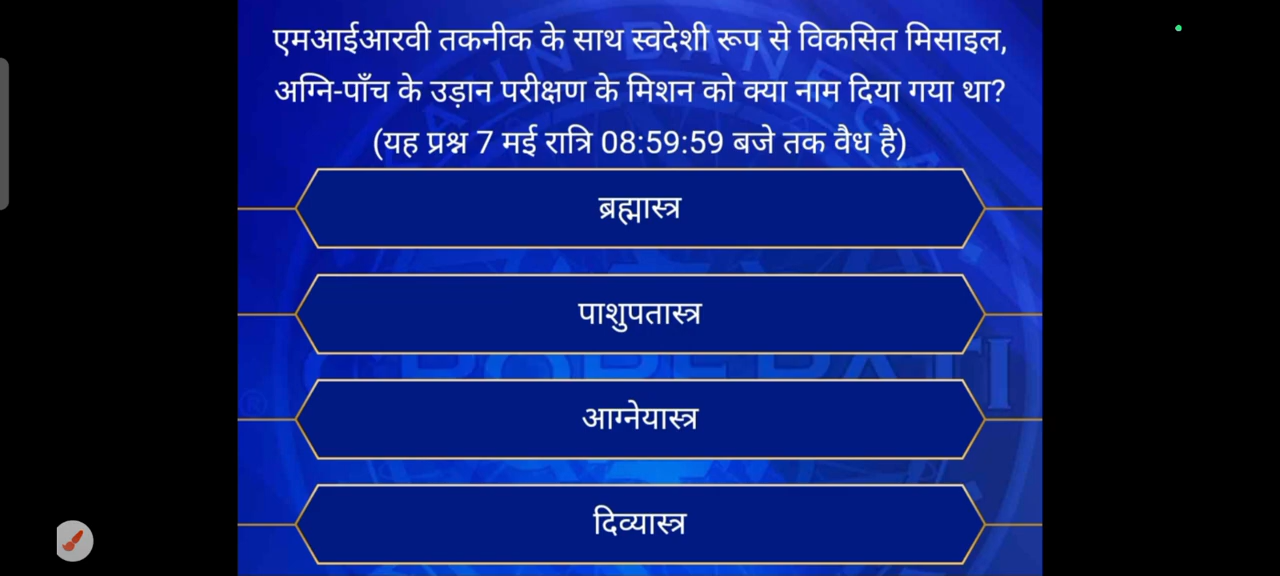 एमआईआरवी तकनीक के साथ स्वदेशी रूप से विकसित मिसाइल,
अग्नि-पाँच के उड़ान परीक्षण के मिशन को क्या नाम दिया गया था?
(यह प्रश्न 7 मई रात्रि 08:59:59 बजे तक वैध है)
ब्रह्मास्त्र
पाशुपतास्त्र
आग्नेयास्त्र
दिव्यास्त्र